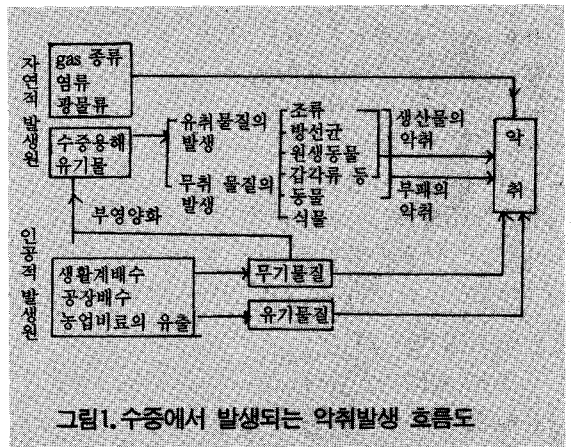 자연적 발생원
gas 종류
염류
광물류
수중용해
유기물
유취물질의
발생
무취 물질의
발생
조류
방선균
원생동물
갑각류 등
동물
식물
생산물의
악취
부패의
악취
악
취
부영양화
인공적 발생원
생활계배수
공장배수
농업비료의 유출
무기물질
유기물질
그림1. 수중에서 발생되는 악취발생 흐름도